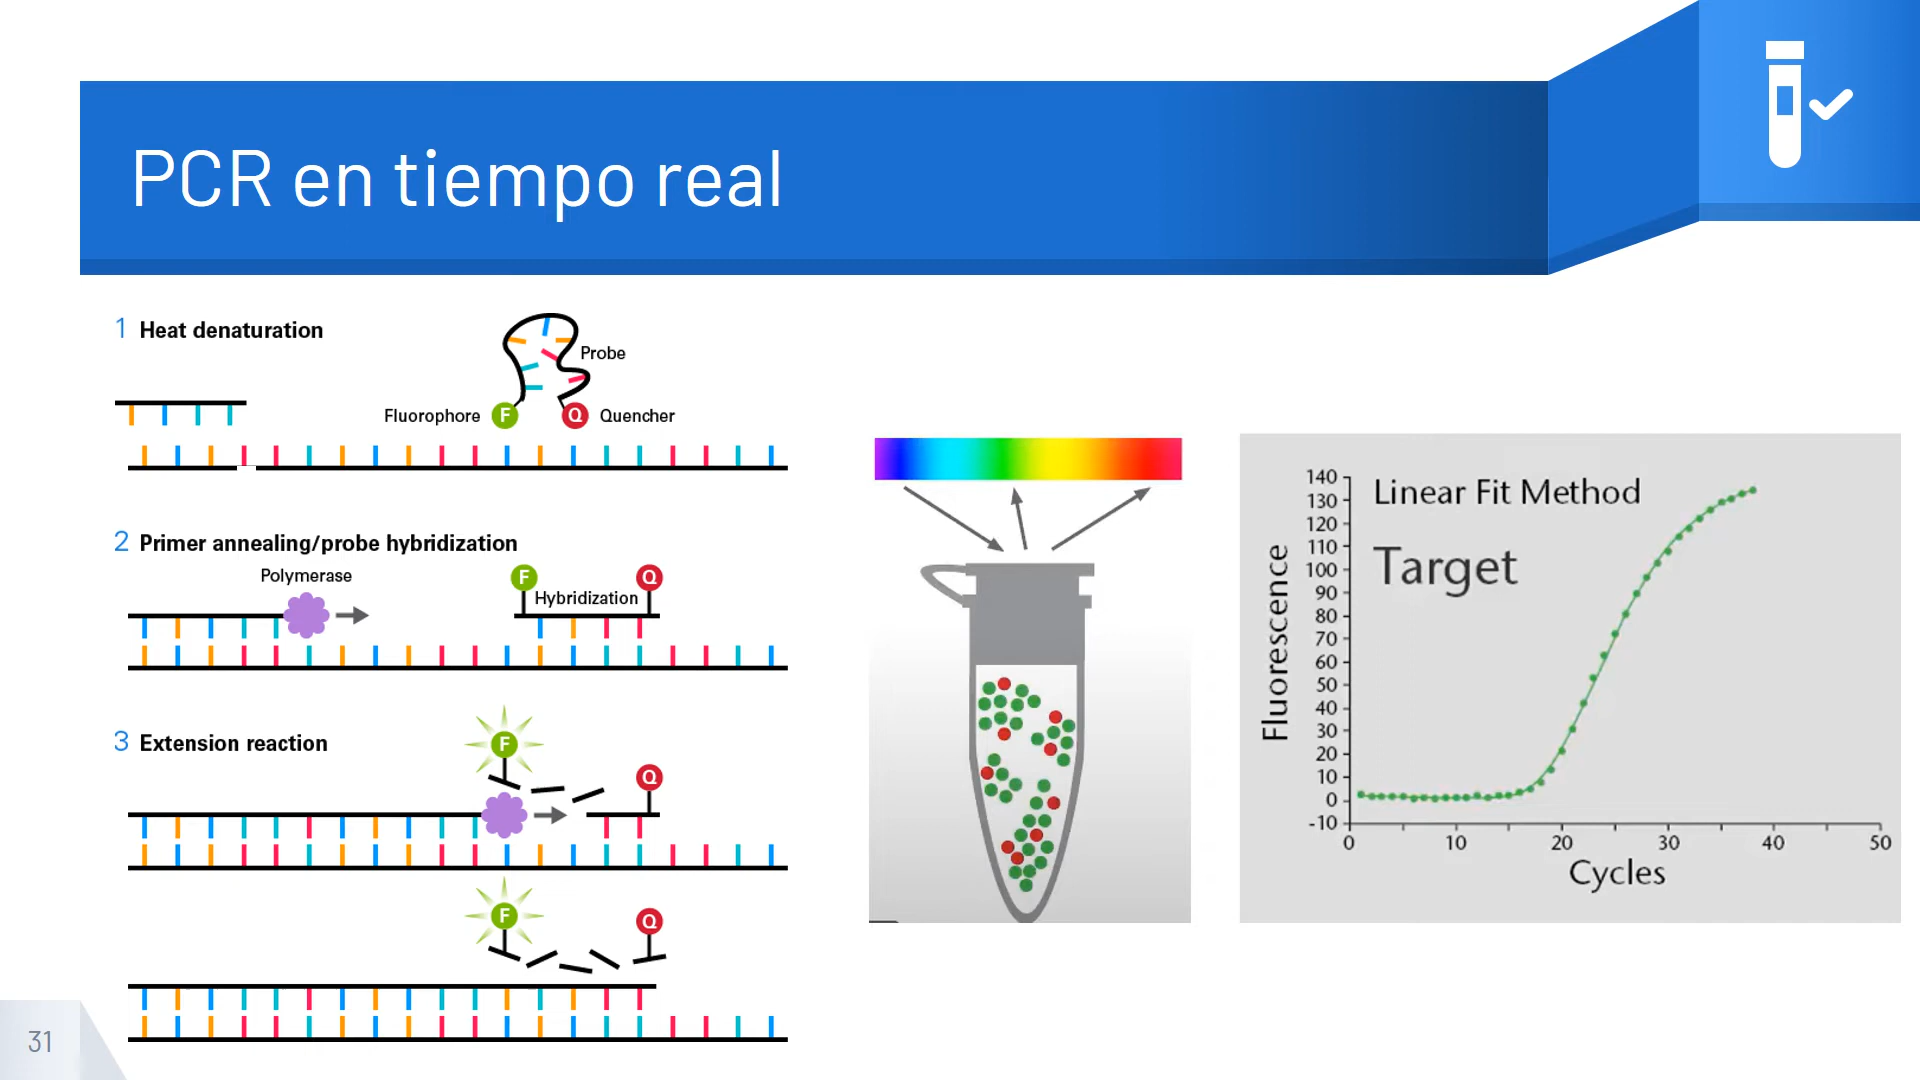 PCR en tiempo real
1 Heat denaturation
Probe
Fluorophore F Q Quencher
2 Primer annealing/probe hybridization
Polymerase
F Q
Hybridization
3 Extension reaction
F
Q
F
Q
140
130
120
110
100
90
80
70
60
50
40
30
20
10
0
-10
Linear Fit Method
Target
Fluorescence
0 10 20 30 40 50
Cycles
31